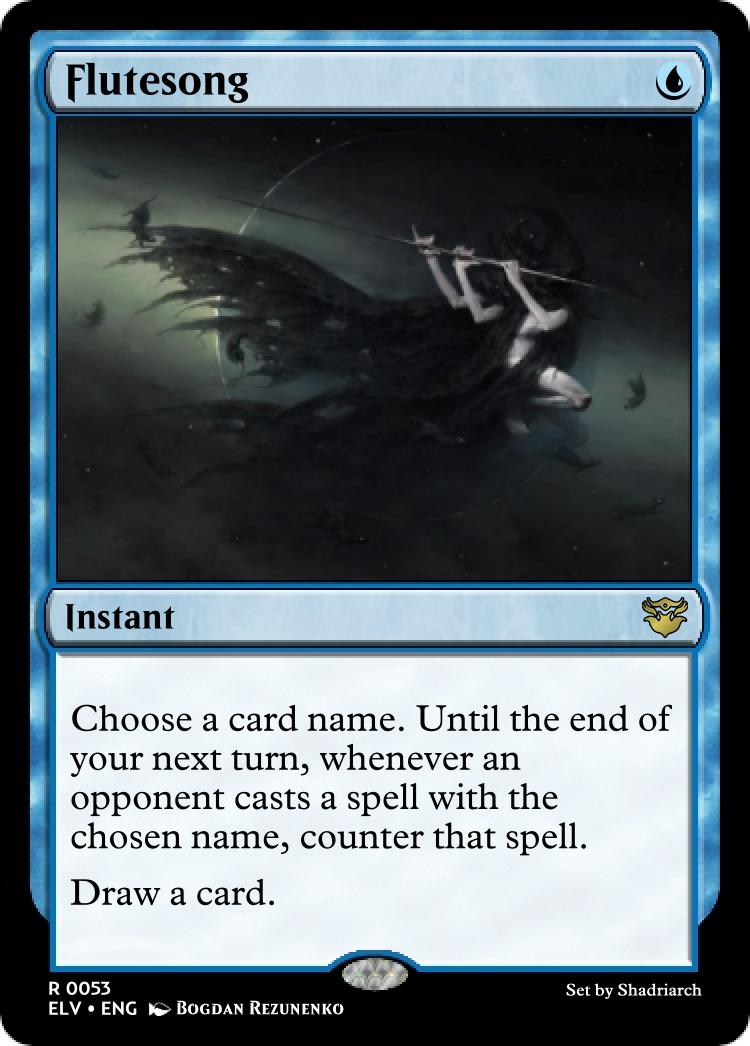 Flutesong
Instant
Choose a card name. Until the end of
your next turn, whenever an
opponent casts a spell with the
chosen name, counter that spell.
Draw a card.
R 0053
ELV • ENG BOGDAN REZUNENKO
Set by Shadriarch